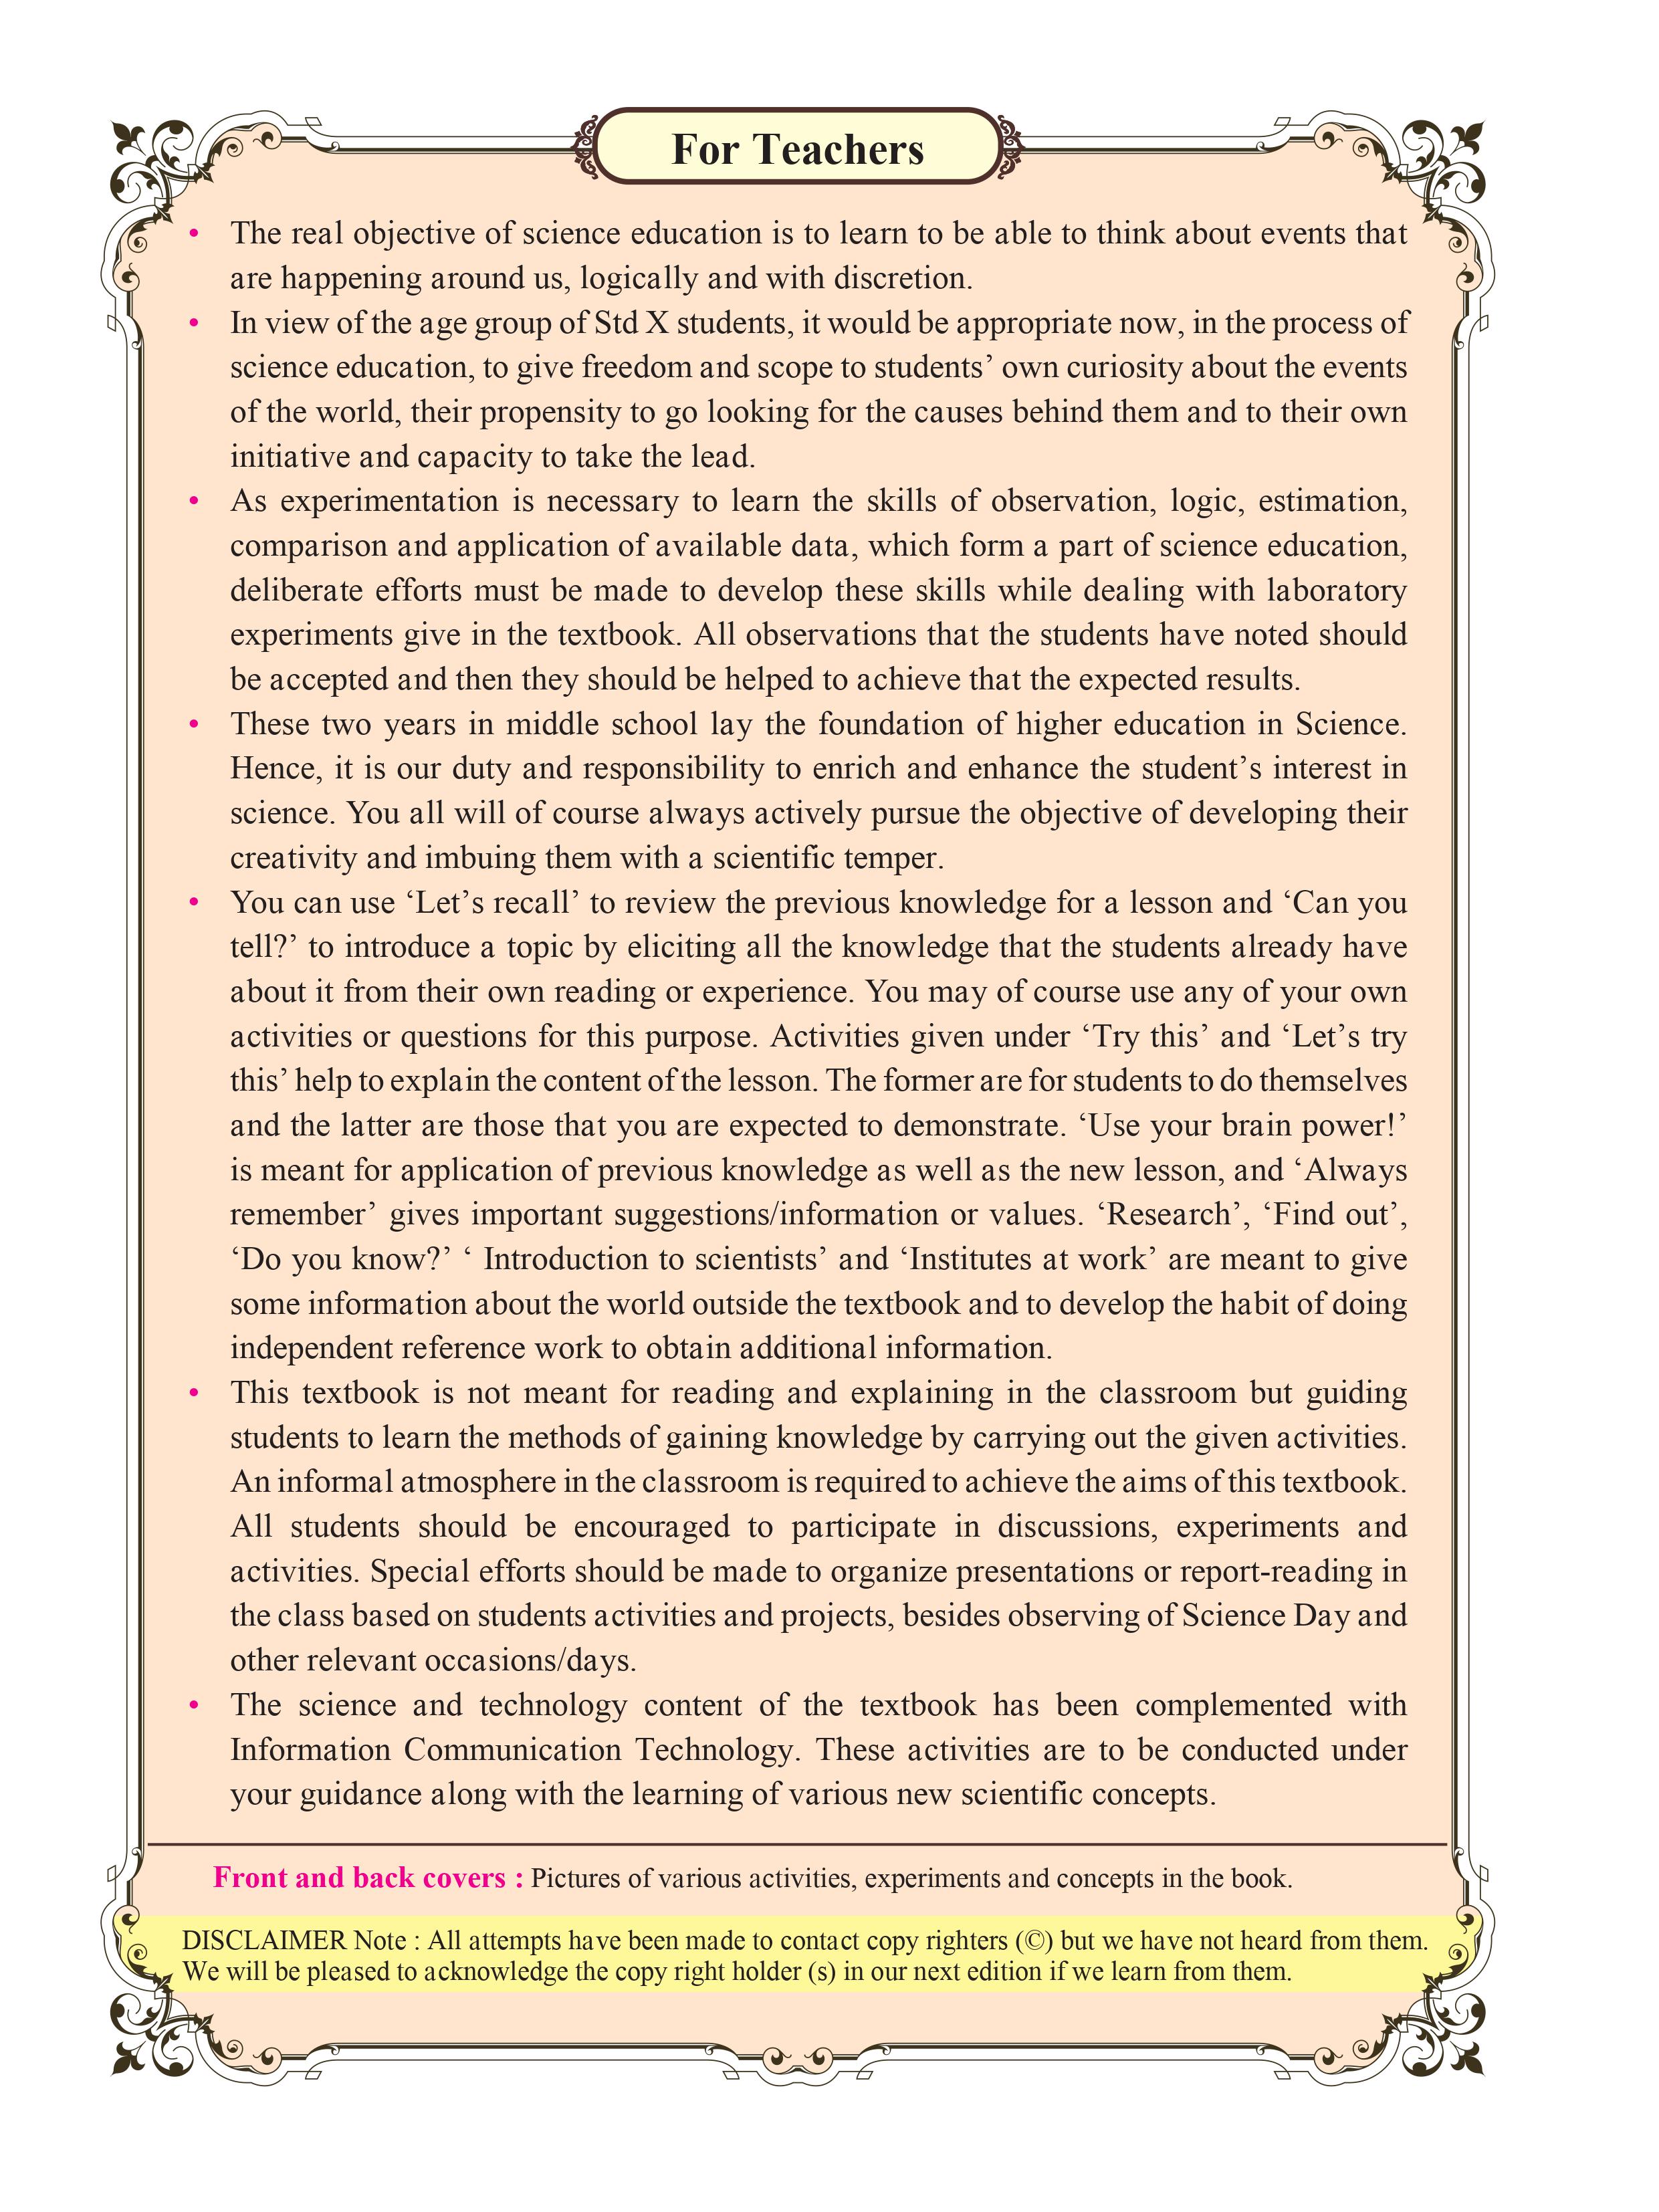 For Teachers
• The real objective of science education is to learn to be able to think about events that
are happening around us, logically and with discretion.
• In view of the age group of Std X students, it would be appropriate now, in the process of
science education, to give freedom and scope to students’ own curiosity about the events
of the world, their propensity to go looking for the causes behind them and to their own
initiative and capacity to take the lead.
• As experimentation is necessary to learn the skills of observation, logic, estimation,
comparison and application of available data, which form a part of science education,
deliberate efforts must be made to develop these skills while dealing with laboratory
experiments give in the textbook. All observations that the students have noted should
be accepted and then they should be helped to achieve that the expected results.
• These two years in middle school lay the foundation of higher education in Science.
Hence, it is our duty and responsibility to enrich and enhance the student’s interest in
science. You all will of course always actively pursue the objective of developing their
creativity and imbuing them with a scientific temper.
• You can use ‘Let’s recall’ to review the previous knowledge for a lesson and ‘Can you
tell?’ to introduce a topic by eliciting all the knowledge that the students already have
about it from their own reading or experience. You may of course use any of your own
activities or questions for this purpose. Activities given under ‘Try this’ and ‘Let’s try
this’ help to explain the content of the lesson. The former are for students to do themselves
and the latter are those that you are expected to demonstrate. ‘Use your brain power!’
is meant for application of previous knowledge as well as the new lesson, and ‘Always
remember’ gives important suggestions/information or values. ‘Research’, ‘Find out’,
‘Do you know?’ ‘ Introduction to scientists’ and ‘Institutes at work’ are meant to give
some information about the world outside the textbook and to develop the habit of doing
independent reference work to obtain additional information.
• This textbook is not meant for reading and explaining in the classroom but guiding
students to learn the methods of gaining knowledge by carrying out the given activities.
An informal atmosphere in the classroom is required to achieve the aims of this textbook.
All students should be encouraged to participate in discussions, experiments and
activities. Special efforts should be made to organize presentations or report-reading in
the class based on students activities and projects, besides observing of Science Day and
other relevant occasions/days.
• The science and technology content of the textbook has been complemented with
Information Communication Technology. These activities are to be conducted under
your guidance along with the learning of various new scientific concepts.
Front and back covers : Pictures of various activities, experiments and concepts in the book.
DISCLAIMER Note : All attempts have been made to contact copy righters (©) but we have not heard from them.
We will be pleased to acknowledge the copy right holder (s) in our next edition if we learn from them.